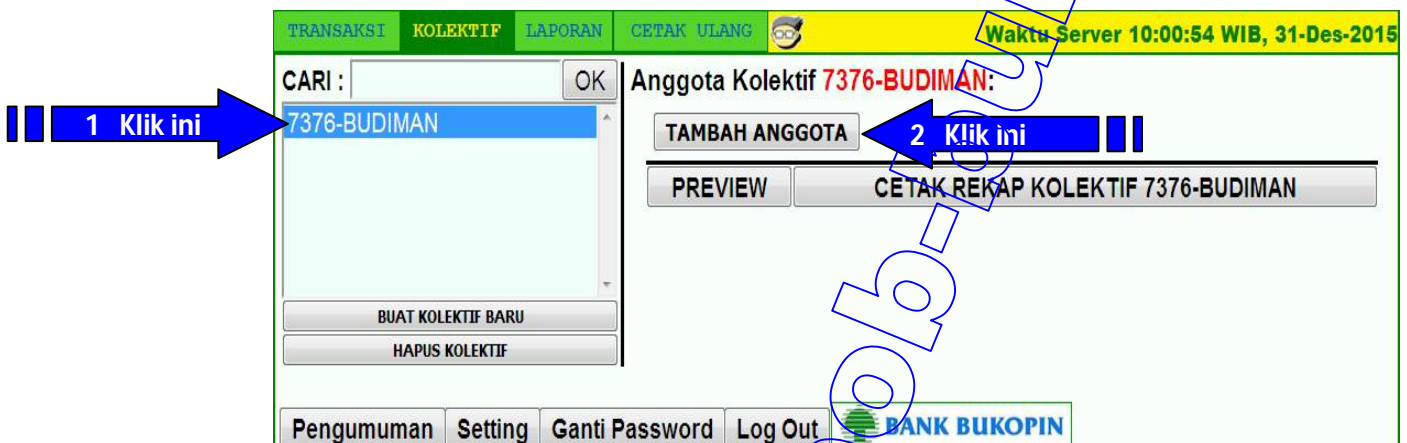 TRANSAKSI KOLEKTIF LAPORAN CETAK ULANG Waktu Server 10:00:54 WIB, 31-Des-2015
CARI : OK Anggota Kolektif 7376-BUDIMAN:
1 Klik ini 7376-BUDIMAN TAMBAH ANGGOTA 2 Klik ini
PREVIEW CETAK REKAP KOLEKTIF 7376-BUDIMAN
BUAT KOLEKTIF BARU
HAPUS KOLEKTIF
Pengumuman Setting Ganti Password Log Out BANK BUKOPIN